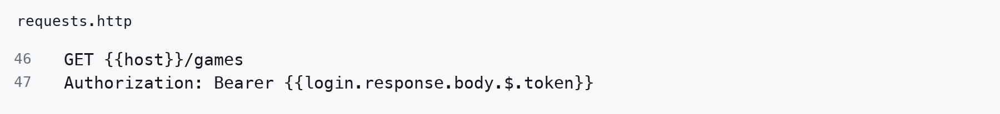 requests.http
46 GET {{host}}/games
47 Authorization: Bearer {{login.response.body.$.token}}